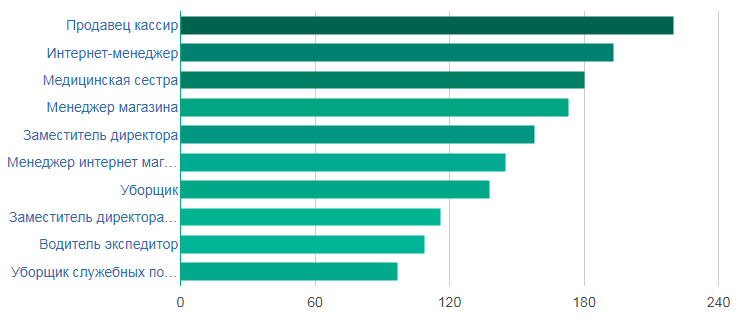 Продавец кассир
Интернет-менеджер
Медицинская сестра
Менеджер магазина
Заместитель директора
Менеджер интернет маг...
Уборщик
Заместитель директора...
Водитель экспедитор
Уборщик служебных по...
0 60 120 180 240